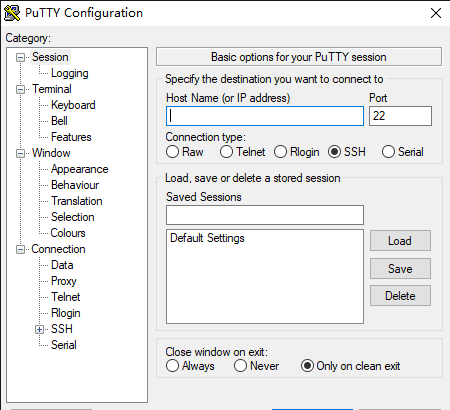 PuTTY Configuration
Category:
Session
Logging
Terminal
Keyboard
Bell
Features
Window
Appearance
Behaviour
Translation
Selection
Colours
Connection
Data
Proxy
Telnet
Rlogin
SSH
Serial
Basic options for your PuTTY session
Specify the destination you want to connect to
Host Name (or IP address) Port
22
Connection type:
Raw Telnet Rlogin SSH Serial
Load, save or delete a stored session
Saved Sessions
Default Settings
Load
Save
Delete
Close window on exit:
Always Never Only on clean exit